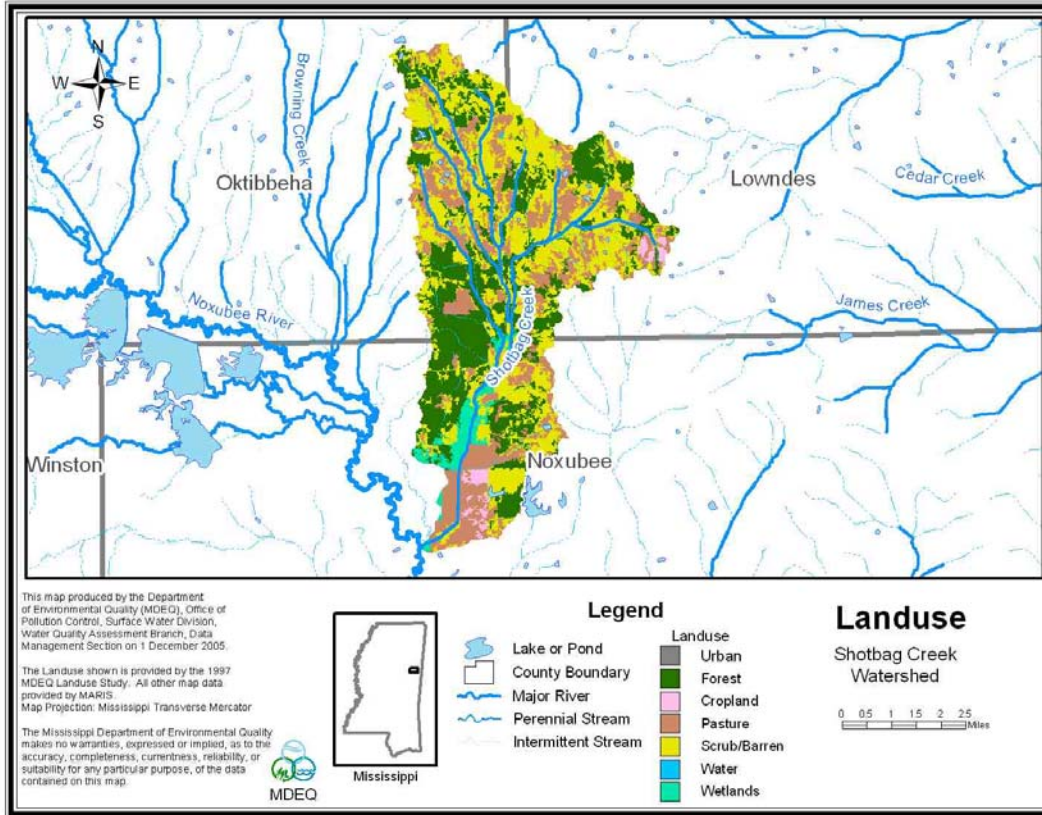 N
W E
S
Browning Creek
Oktibbeha
Lowndes
Cedar Creek
Noxubee River
James Creek
Shotbag Creek
Winston
Noxubee
This map produced by the Department
of Environmental Quality (MDEQ), Office of
Pollution Control, Surface Water Division,
Water Quality Assessment Branch, Data
Management Section on 1 December 2005.
The Landuse shown is provided by the 1997
MDEQ Landuse Study. All other map data
provided by MARIS.
Map Projection: Mississippi Transverse Mercator
The Mississippi Department of Environmental Quality
makes no warranties, expressed or implied, as to the
accuracy, completeness, currentness, reliability, or
suitability for any particular purpose, of the data
contained on this map.
MDEQ
Mississippi
Legend
Lake or Pond
County Boundary
Major River
Perennial Stream
Intermittent Stream
Landuse
Urban
Forest
Cropland
Pasture
Scrub/Barren
Water
Wetlands
Landuse
Shotbag Creek
Watershed
0 0.5 1 1.5 2 2.5
Miles